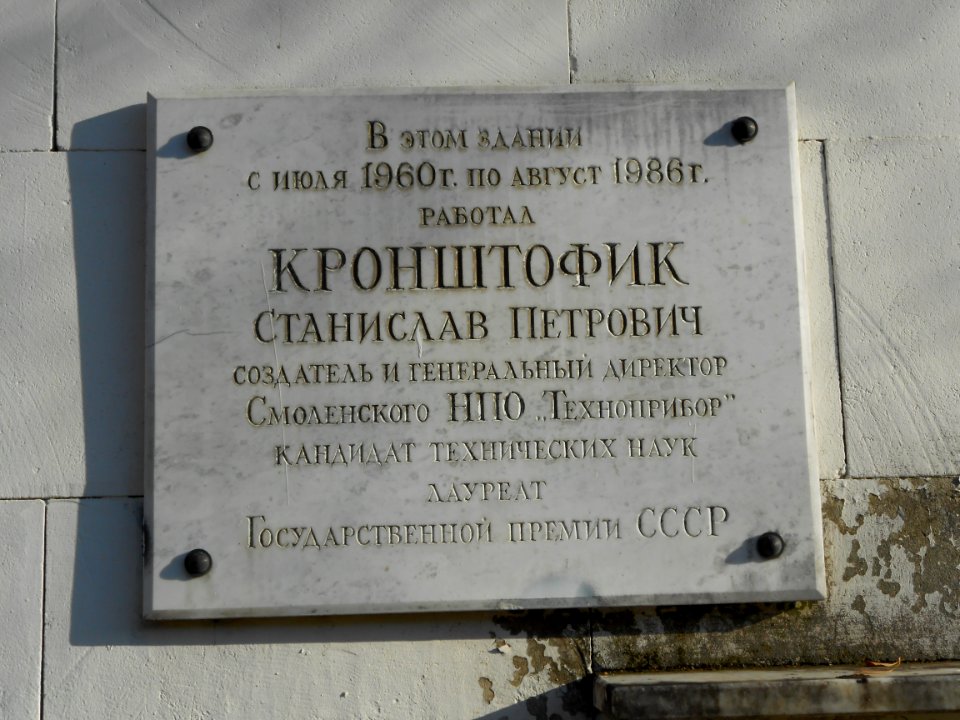 В этом здании
с июля 1960г. по август 1986г.
работал
КРОНШТОФИК
Станислав Петрович
создатель и генеральный директор
Смоленского НПО „Техноприбор"
кандидат технических наук
лауреат
Государственной премии СССР